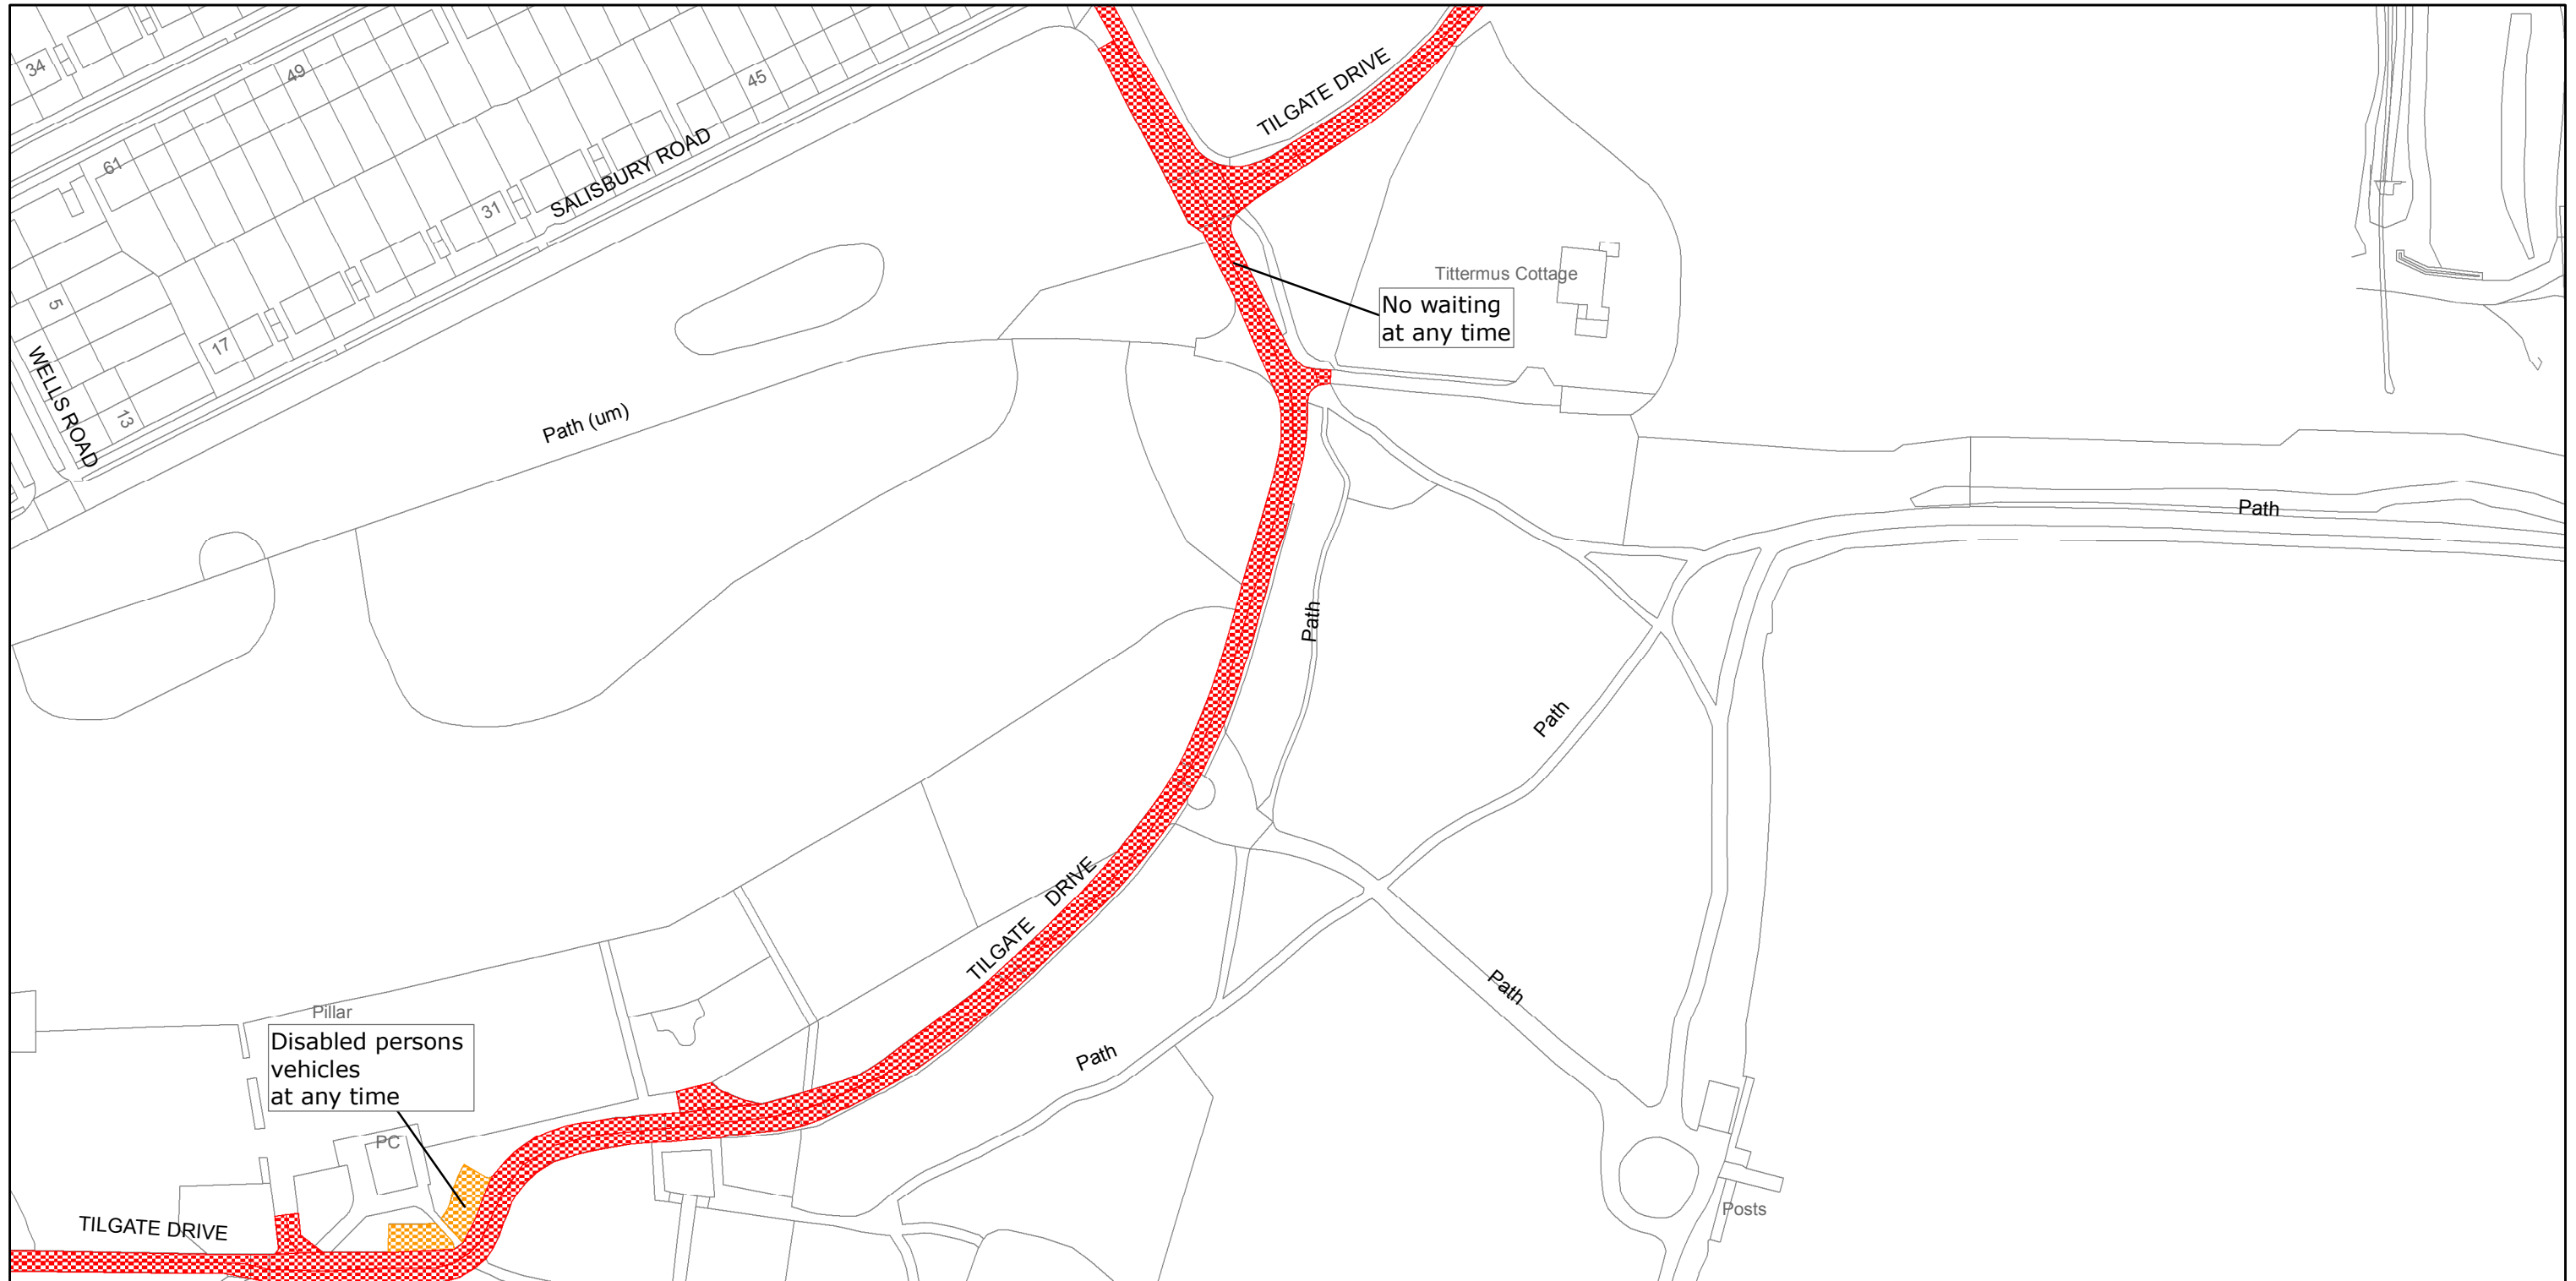 34
49
45
61
SALISBURY ROAD
31
5
17
13
WELLS ROAD
TILGATE DRIVE
Tittermus Cottage
No waiting
at any time
Path (um)
Path
Path
Path
TILGATE DRIVE
Path
Path
Pillar
Disabled persons
vehicles
at any time
PC
TILGATE DRIVE
Posts